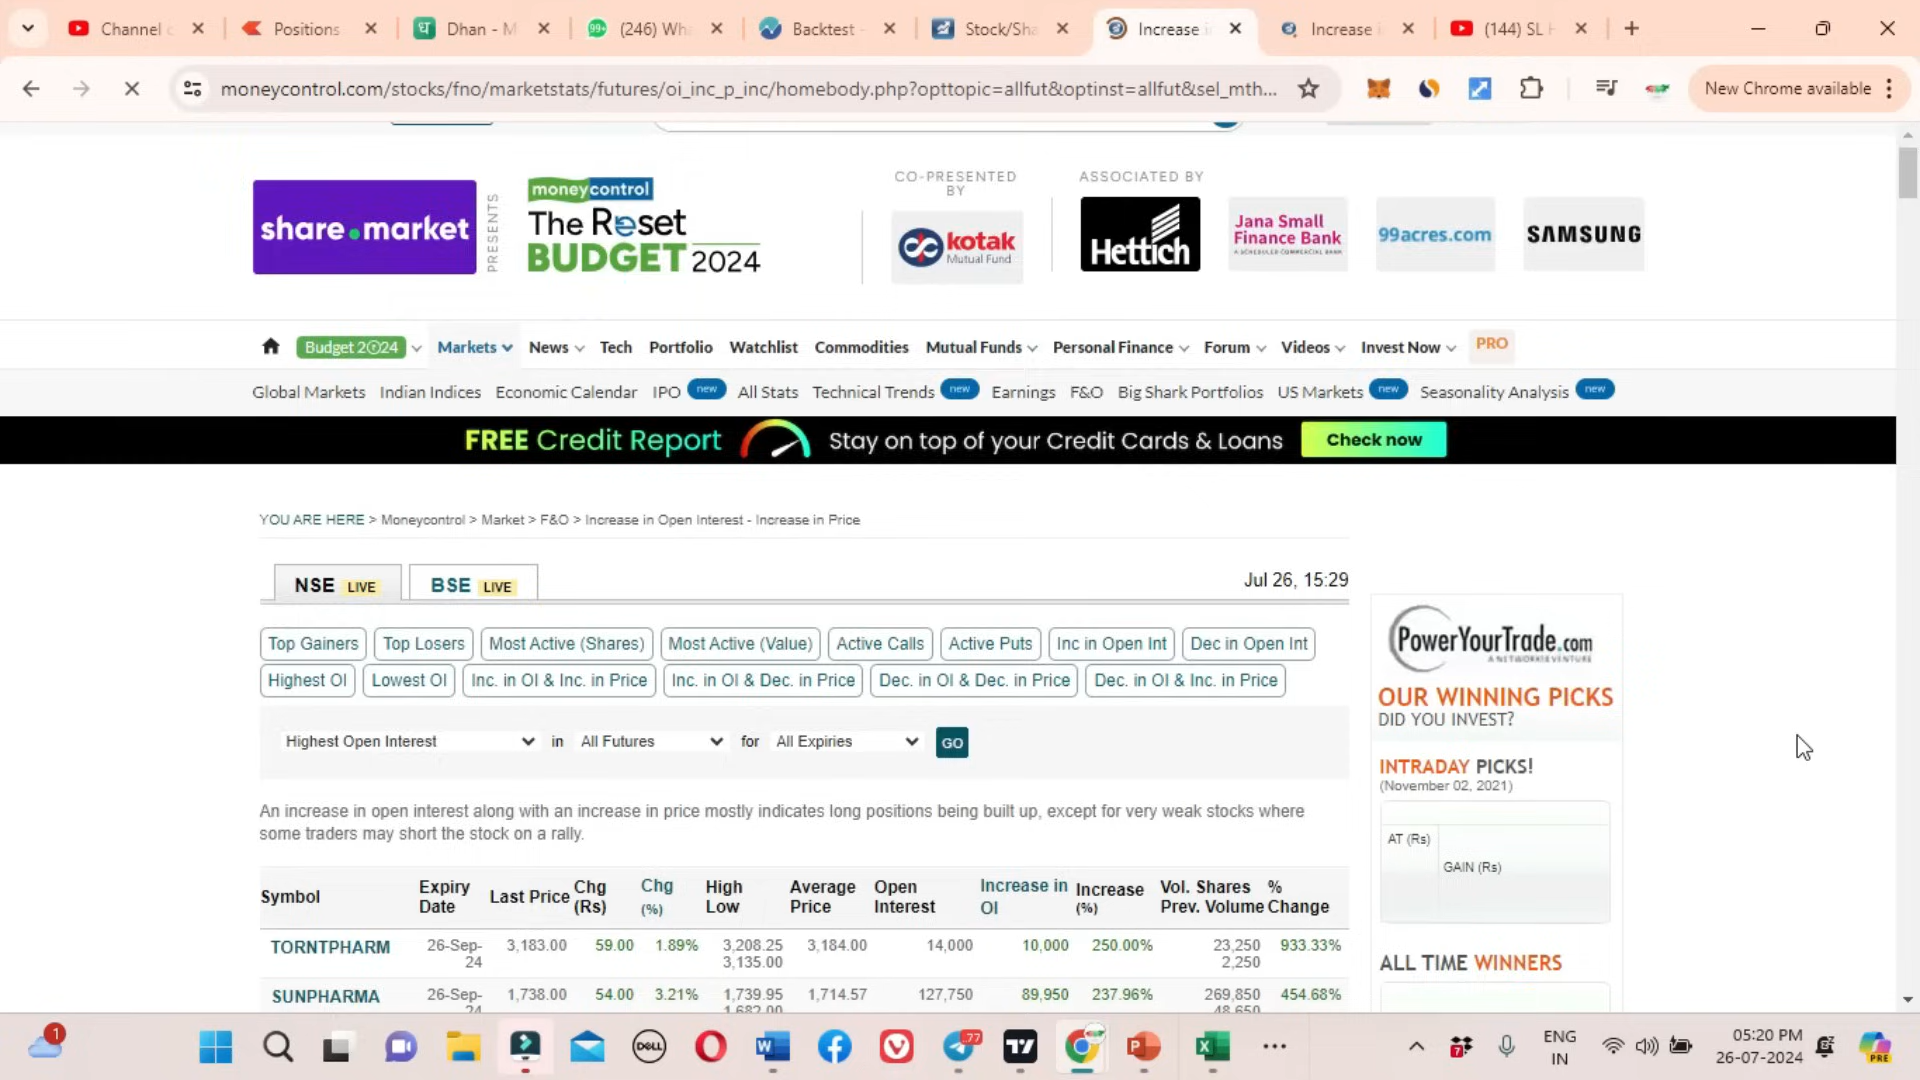 Channel
Positions
Dhan - M
(246) Wh
Backtest -
Stock/Sha
Increase i
Increase i
(144) SL H
moneycontrol.com/stocks/fno/marketstats/futures/oi_inc_p_inc/homebody.php?opttopic=allfut&optinst=allfut&sel_mth...
New Chrome available
share.market
PRESENTS
moneycontrol
The Reset
BUDGET 2024
CO-PRESENTED
BY
kotak
Mutual Fund
ASSOCIATED BY
Hettich
Jana Small
Finance Bank
A SCHEDULED COMMERCIAL BANK
99acres.com
SAMSUNG
Budget 2024 Markets News Tech Portfolio Watchlist Commodities Mutual Funds Personal Finance Forum Videos Invest Now PRO
Global Markets Indian Indices Economic Calendar IPO new All Stats Technical Trends new Earnings F&O Big Shark Portfolios US Markets new Seasonality Analysis new
FREE Credit Report Stay on top of your Credit Cards & Loans Check now
YOU ARE HERE > Moneycontrol > Market > F&O > Increase in Open Interest - Increase in Price
NSE LIVE BSE LIVE Jul 26, 15:29
Top Gainers Top Losers Most Active (Shares) Most Active (Value) Active Calls Active Puts Inc in Open Int Dec in Open Int
Highest OI Lowest OI Inc. in OI & Inc. in Price Inc. in OI & Dec. in Price Dec. in OI & Dec. in Price Dec. in OI & Inc. in Price
Highest Open Interest in All Futures for All Expiries GO
An increase in open interest along with an increase in price mostly indicates long positions being built up, except for very weak stocks where
some traders may short the stock on a rally.
Symbol Expiry Date Last Price Chg (Rs) Chg (%) High Low Average Price Open Interest Increase in OI Increase (%) Vol. Shares Prev. Volume % Change
TORNTPHARM 26-Sep-24 3,183.00 59.00 1.89% 3,208.25 3,135.00 3,184.00 14,000 10,000 250.00% 23,250 2,250 933.33%
SUNPHARMA 26-Sep-24 1,738.00 54.00 3.21% 1,739.95 1,682.00 1,714.57 127,750 89,950 237.96% 269,850 48,650 454.68%
PowerYourTrade.com
A NETWORK18 VENTURE
OUR WINNING PICKS
DID YOU INVEST?
INTRADAY PICKS!
(November 02, 2021)
AT (Rs)
GAIN (Rs)
ALL TIME WINNERS
1
DELL
77
7
ENG
IN
05:20 PM
26-07-2024
PRE